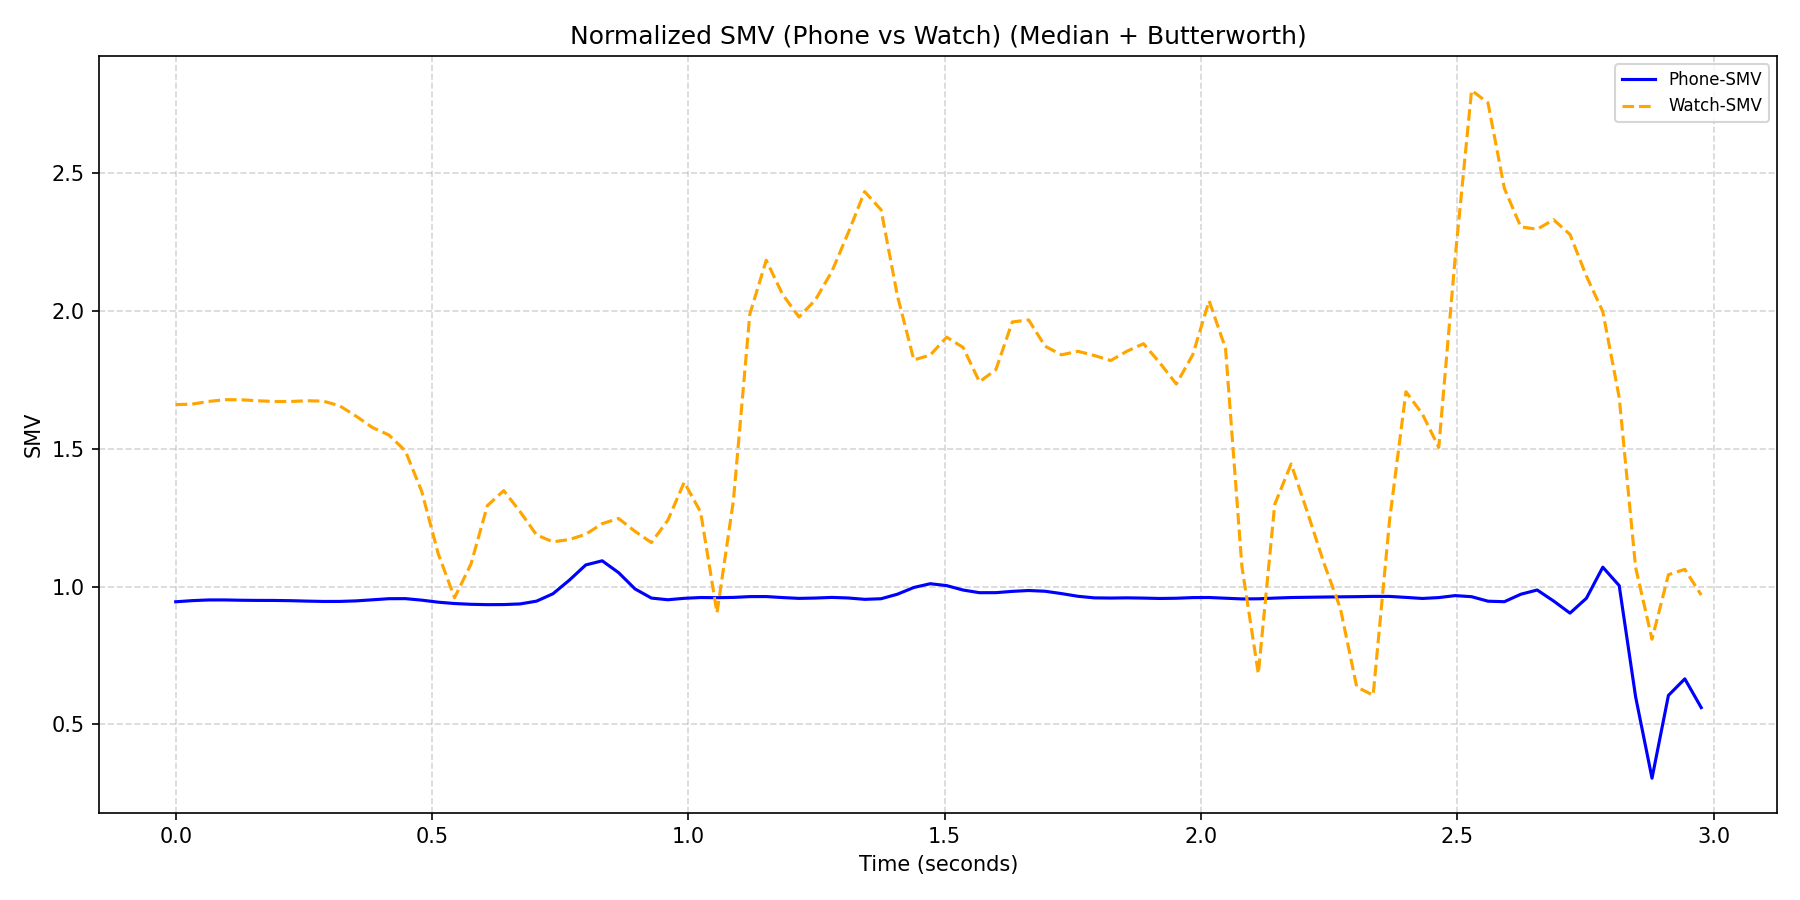 Normalized SMV (Phone vs Watch) (Median + Butterworth)
Phone-SMV
Watch-SMV
2.5
2.0
1.5
1.0
0.5
SMV
0.0 0.5 1.0 1.5 2.0 2.5 3.0
Time (seconds)